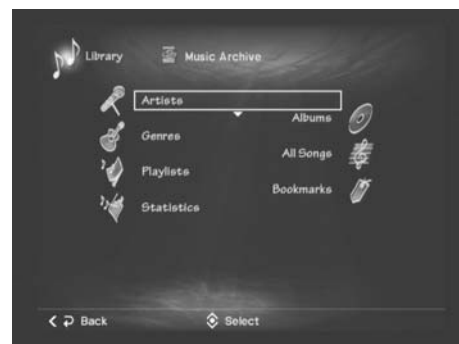 Library Music Archive
Artists
Albums
Genres
All Songs
Playlists
Bookmarks
Statistics
Back Select